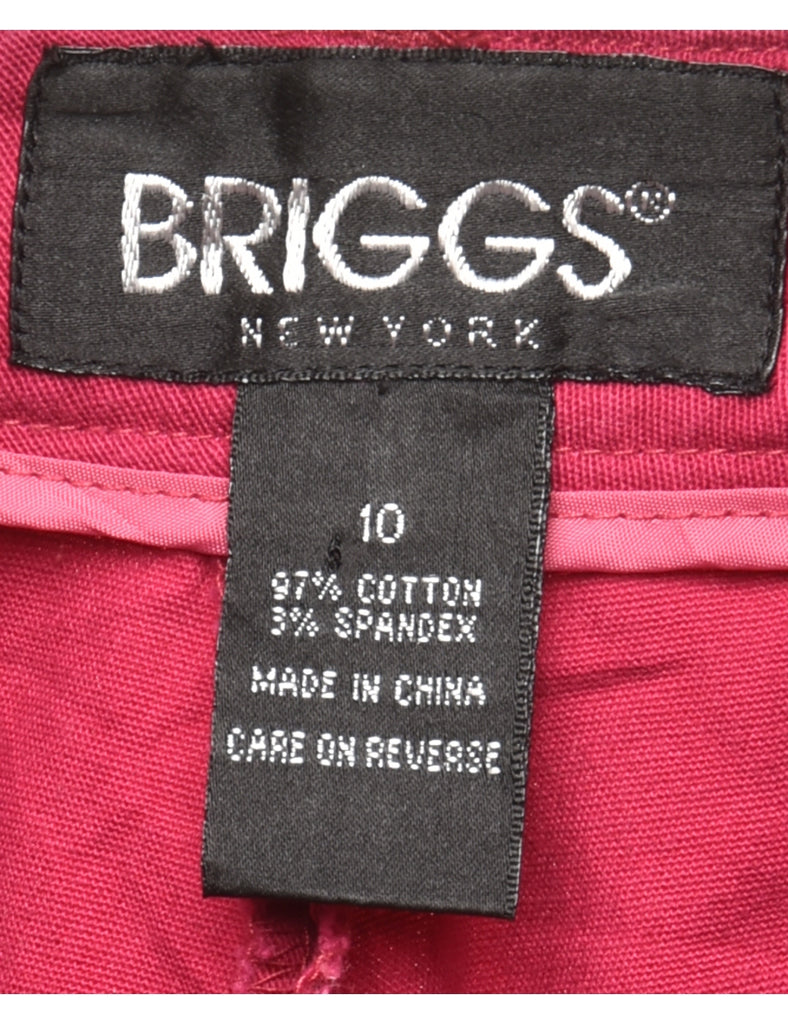 BRIGGS®
NEW YORK
10
97% COTTON
3% SPANDEX
MADE IN CHINA
CARE ON REVERSE